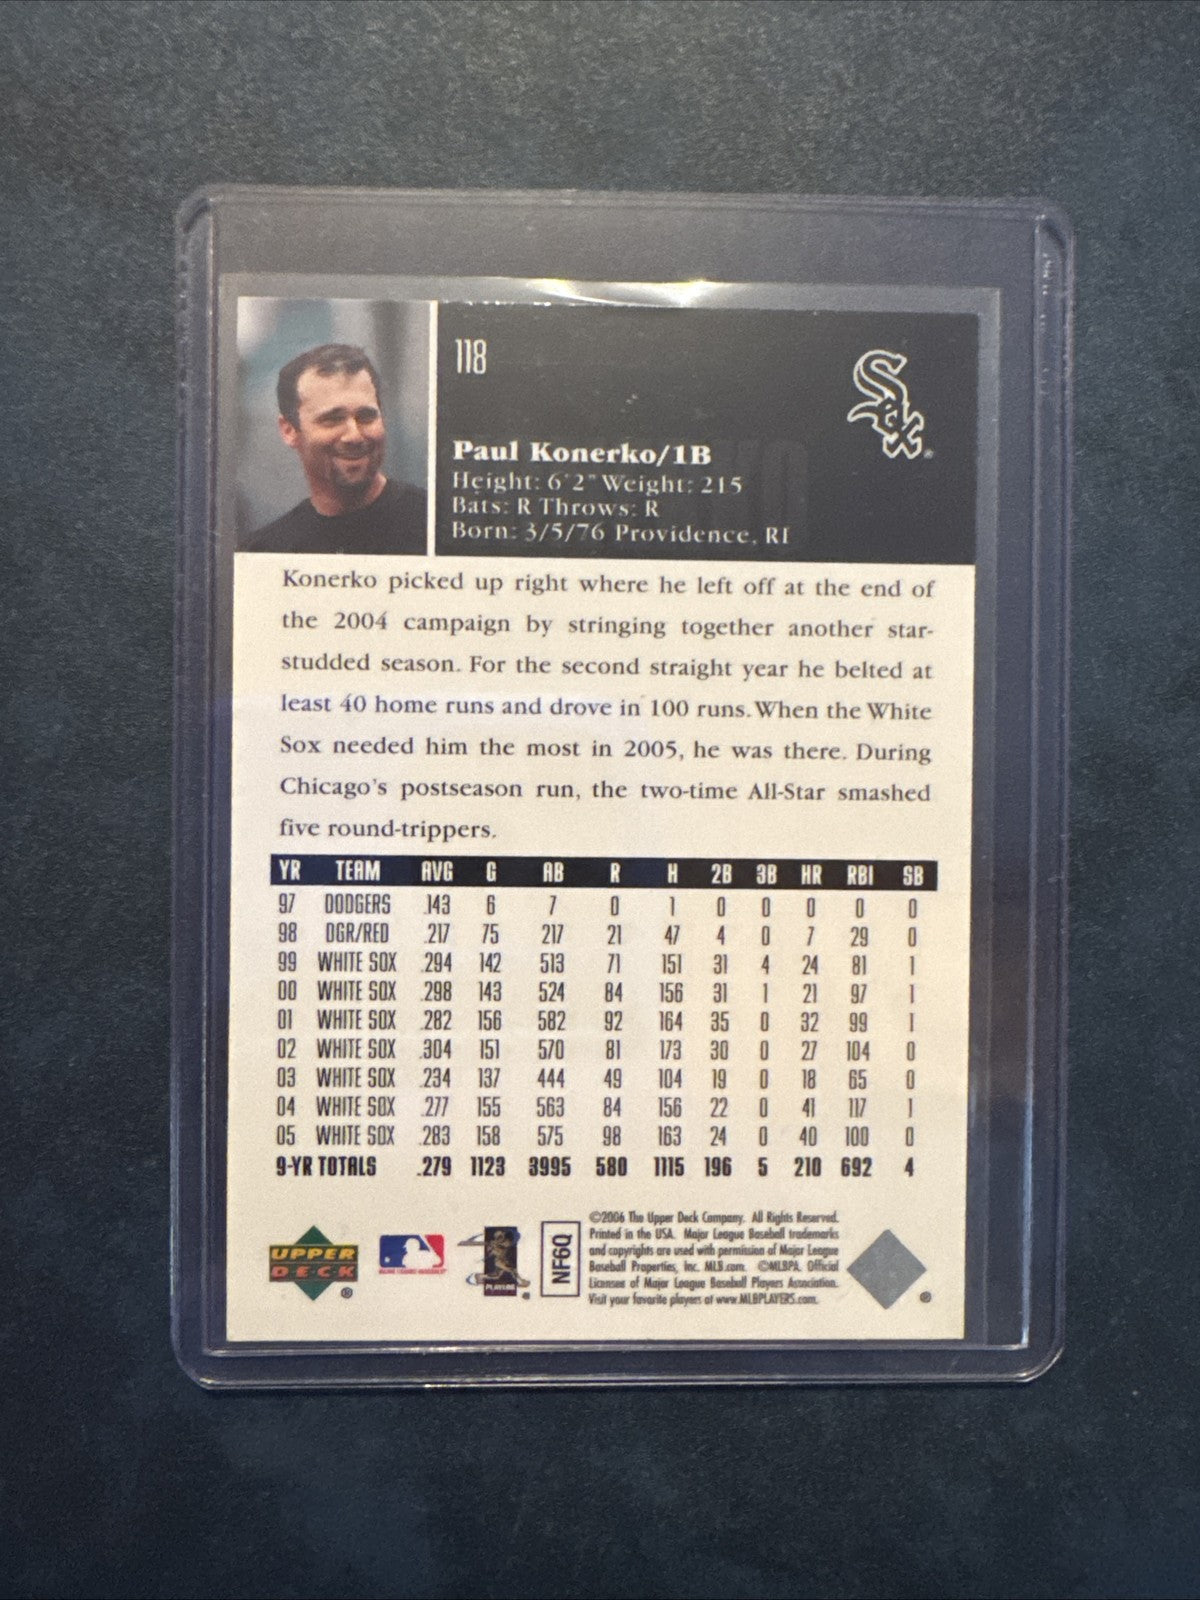 118
Sox
Paul Konerko/1B
Height: 6'2" Weight: 215
Bats: R Throws: R
Born: 3/5/76 Providence, RI
Konerko picked up right where he left off at the end of
the 2004 campaign by stringing together another star-
studded season. For the second straight year he belted at
least 40 home runs and drove in 100 runs. When the White
Sox needed him the most in 2005, he was there. During
Chicago's postseason run, the two-time All-Star smashed
five round-trippers.
YR TEAM AVG G AB R H 2B 3B HR RBI SB
97 DODGERS .143 6 7 0 1 0 0 0 0 0
98 DGR/RED .217 75 217 21 47 4 0 7 29 0
99 WHITE SOX .294 142 513 71 151 31 4 24 81 1
00 WHITE SOX .298 143 524 84 156 31 1 21 97 1
01 WHITE SOX .282 156 582 92 164 35 0 32 99 1
02 WHITE SOX .304 151 570 81 173 30 0 27 104 0
03 WHITE SOX .234 137 444 49 104 19 0 18 65 0
04 WHITE SOX .277 155 563 84 156 22 0 41 117 1
05 WHITE SOX .283 158 575 98 163 24 0 40 100 0
9-YR TOTALS .279 1123 3995 580 1115 196 5 210 692 4
UPPER
DECK
®
PLAYERS
NF6Q
©2006 The Upper Deck Company. All Rights Reserved.
Printed in the USA. Major League Baseball trademarks
and copyrights are used with permission of Major League
Baseball Properties, Inc. MLB.com. ©MLBPA. Official
Licensee of Major League Baseball Players Association.
Visit your favorite players at www.MLBPLAYERS.com.
®